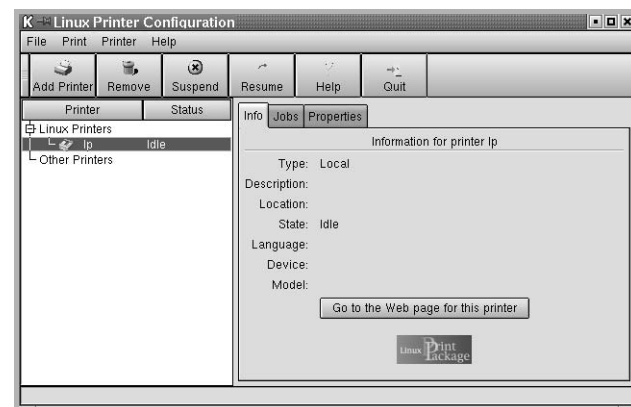 Linux Printer Configuration
File Print Printer Help
Add Printer Remove Suspend Resume Help Quit
Printer Status
Linux Printers
lp Idle
Other Printers
Info Jobs Properties
Information for printer lp
Type: Local
Description:
Location:
State: Idle
Language:
Device:
Model:
Go to the Web page for this printer
Linux Print Package